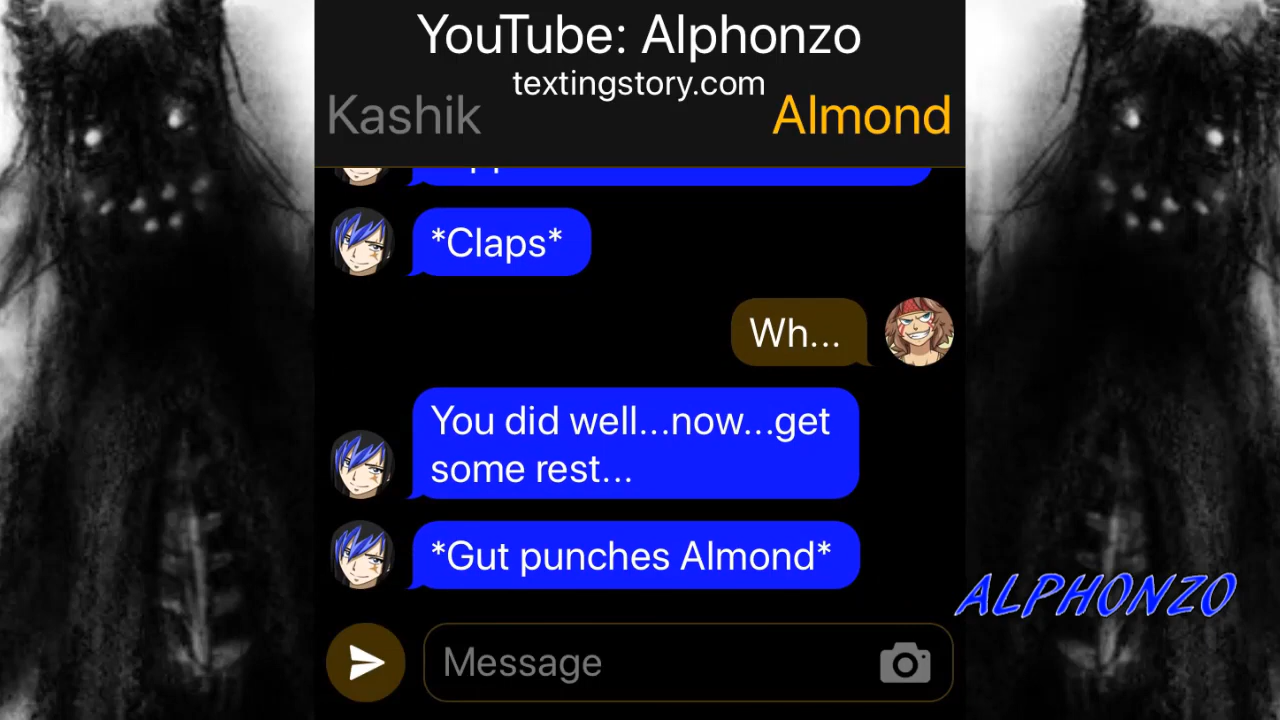 YouTube: Alphonzo
textingstory.com
Kashik
Almond
*Claps*
Wh...
You did well...now...get
some rest...
*Gut punches Almond*
ALPHONZO
Message